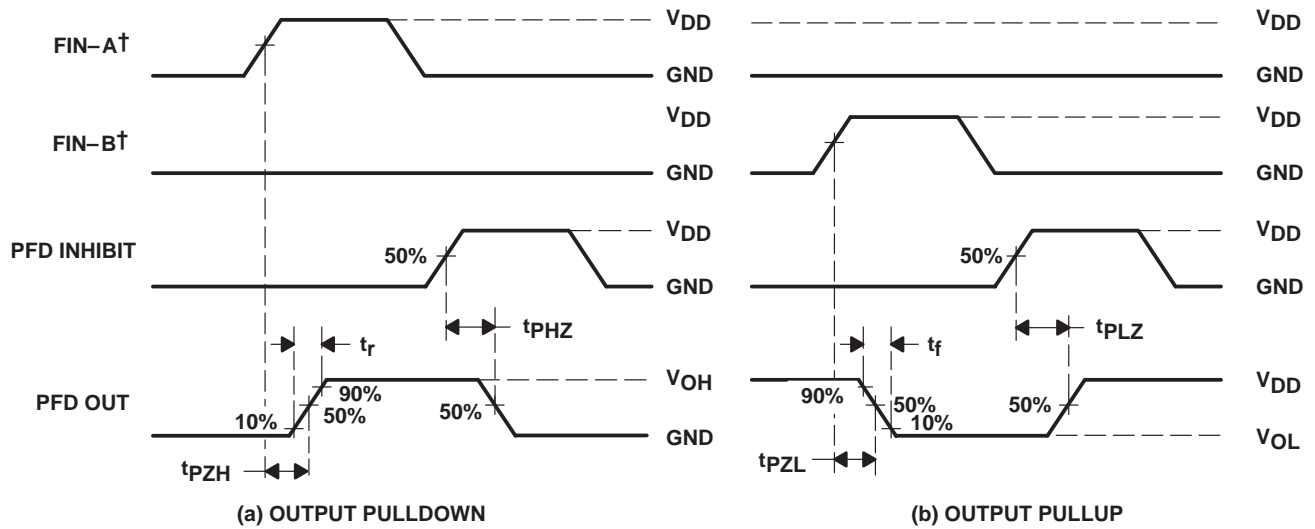 FIN–A†
VDD
GND
VDD
GND
FIN–B†
VDD
GND
VDD
GND
PFD INHIBIT
50%
VDD
GND
50%
VDD
GND
tPHZ
tr
tPLZ
tf
PFD OUT
10%
90%
50%
50%
VOH
GND
90%
50%
10%
50%
VDD
VOL
tPZH
tPZL
(a) OUTPUT PULLDOWN
(b) OUTPUT PULLUP